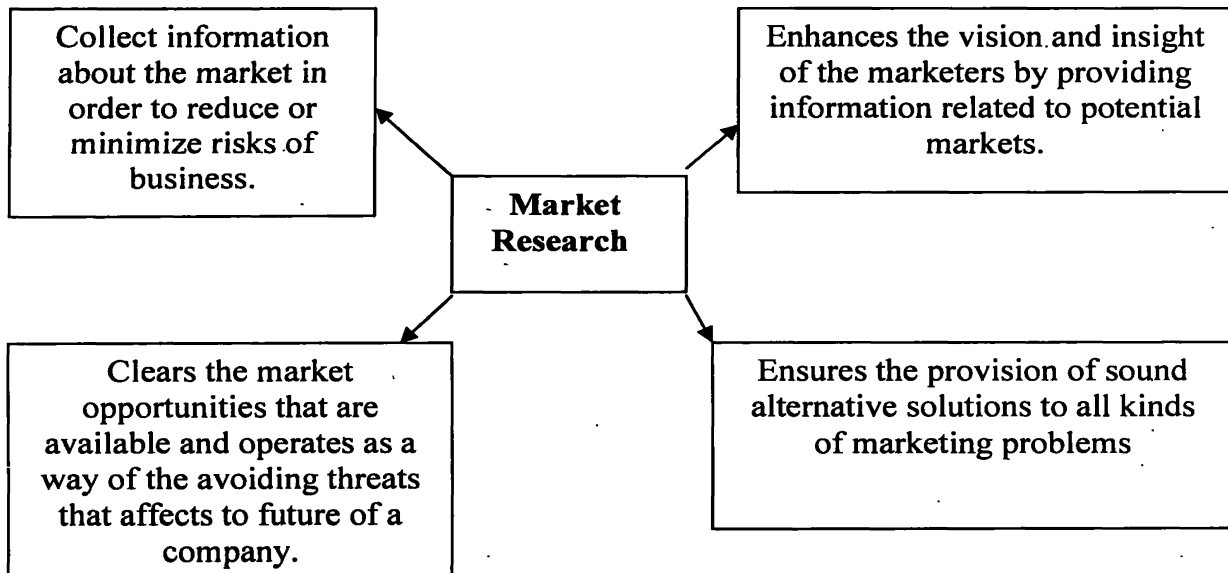 Collect information
about the market in
order to reduce or
minimize risks of
business.
Enhances the vision and insight
of the marketers by providing
information related to potential
markets.
Market
Research
Clears the market
opportunities that are
available and operates as a
way of the avoiding threats
that affects to future of a
company.
Ensures the provision of sound
alternative solutions to all kinds
of marketing problems